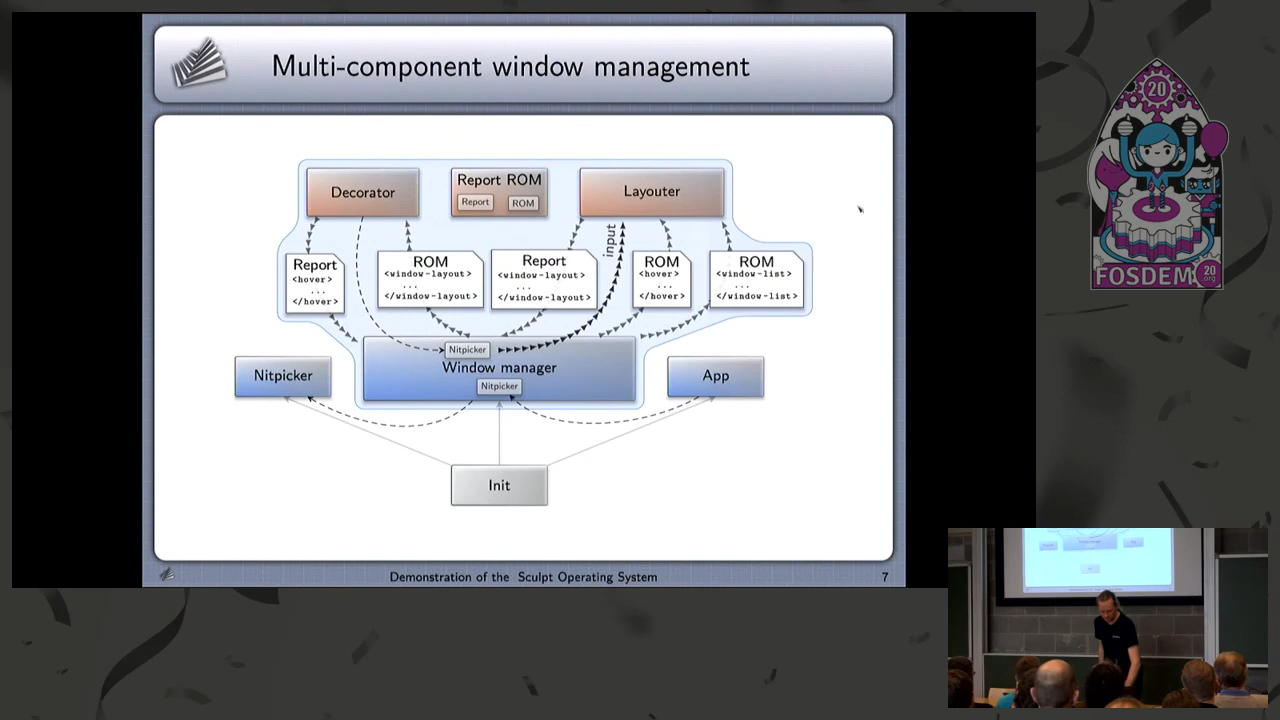 Multi-component window management
Decorator
Report ROM
Report
ROM
Layouter
input
Report
<hover>
...
</hover>
ROM
<window-layout>
...
</window-layout>
Report
<window-layout>
...
</window-layout>
ROM
<hover>
...
</hover>
ROM
<window-list>
...
</window-list>
Nitpicker
Nitpicker
Window manager
Nitpicker
App
Init
Demonstration of the Sculpt Operating System
7
20
FOSDEM
20
.org